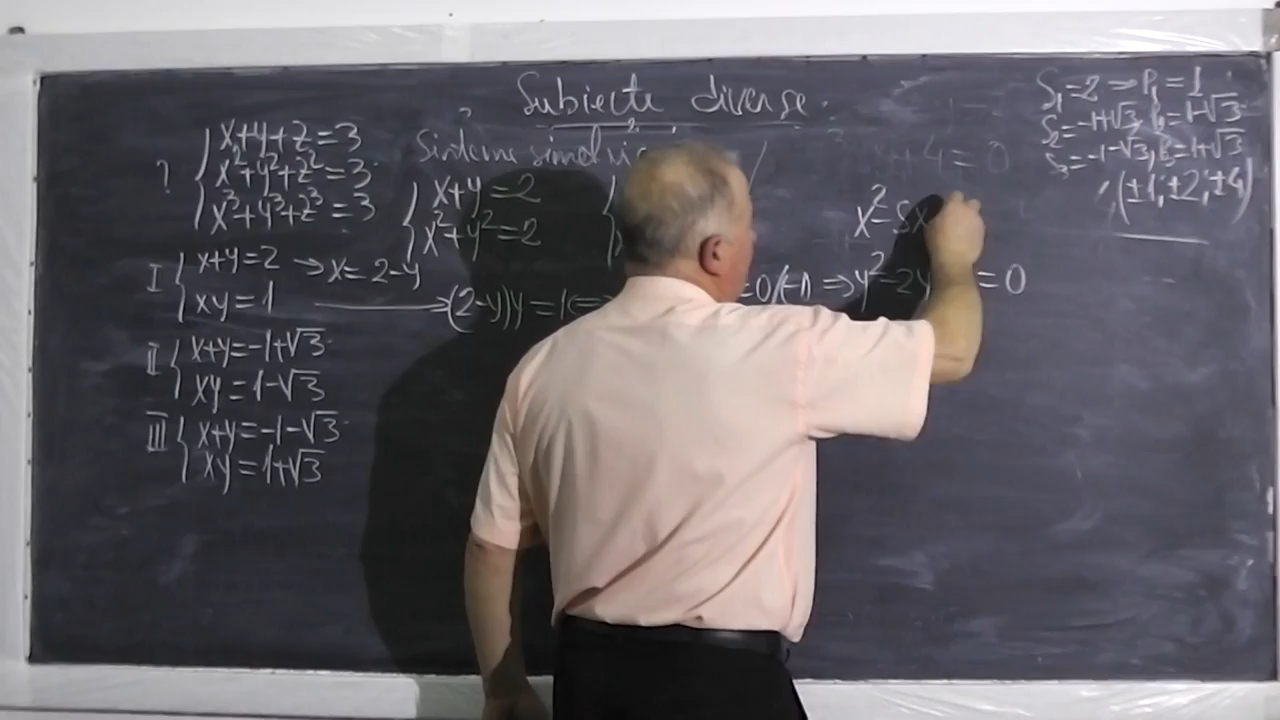 Subiecte diverse.
Sisteme simetrice
?
x+y+z=3
x²+y²+z²=3
x³+y³+z³=3
x+y=2
x²+y²=2
I
x+y=2 → x=2-y
xy=1 → (2-y)y=1 <=>
=0/(-1) ⇒ y²-2y =0
II
x+y=-1+√3
xy=1-√3
III
x+y=-1-√3
xy=1+√3
x+4=0
x²-5x
S₁=2 ⇒ P₁=1
S₂=-1+√3, P₂=1-√3
S₃=-1-√3, P₃=1+√3
(±1; ±2; ±4)